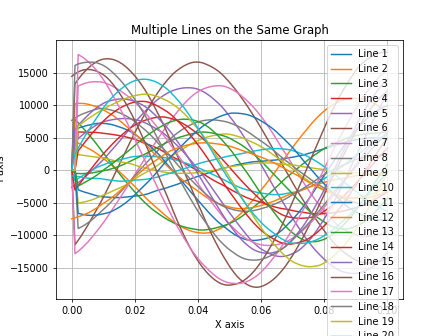 Multiple Lines on the Same Graph
15000
10000
5000
0
−5000
−10000
−15000
0.00
0.02
0.04
0.06
X axis
axis
Line 1
Line 2
Line 3
Line 4
Line 5
Line 6
Line 7
Line 8
Line 9
Line 10
Line 11
Line 12
Line 13
Line 14
Line 15
Line 16
Line 17
Line 18
Line 19
Line 20